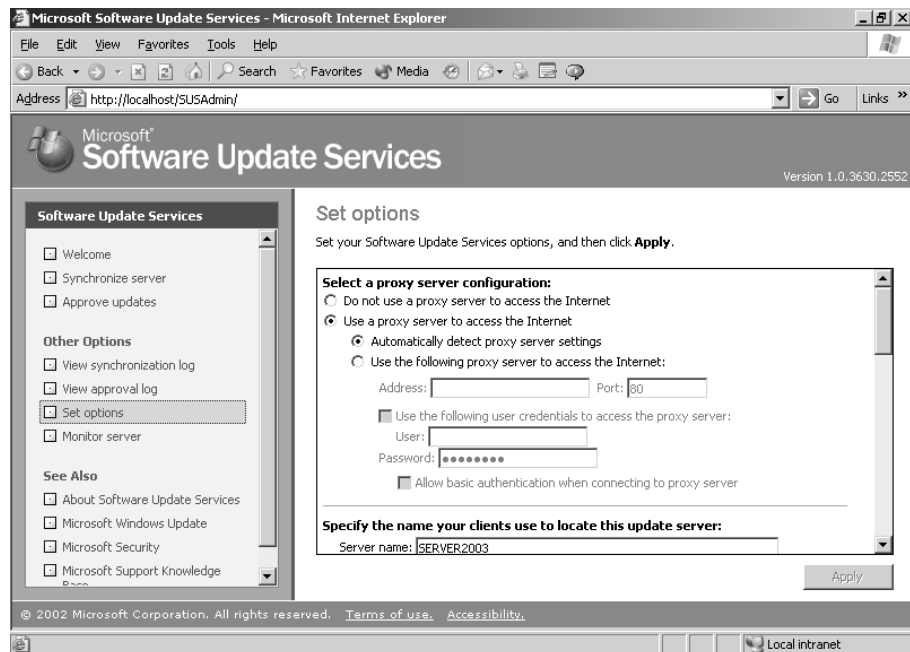 Microsoft Software Update Services - Microsoft Internet Explorer
File Edit View Favorites Tools Help
Back Search Favorites Media
Address http://localhost/SUSAdmin/ Go Links »
Microsoft®
Software Update Services
Version 1.0.3630.2552
Software Update Services
Welcome
Synchronize server
Approve updates
Other Options
View synchronization log
View approval log
Set options
Monitor server
See Also
About Software Update Services
Microsoft Windows Update
Microsoft Security
Microsoft Support Knowledge
Base
Set options
Set your Software Update Services options, and then click Apply.
Select a proxy server configuration:
Do not use a proxy server to access the Internet
Use a proxy server to access the Internet
Automatically detect proxy server settings
Use the following proxy server to access the Internet:
Address: Port: 80
Use the following user credentials to access the proxy server:
User:
Password: ●●●●●●●●
Allow basic authentication when connecting to proxy server
Specify the name your clients use to locate this update server:
Server name: SERVER2003
Apply
© 2002 Microsoft Corporation. All rights reserved. Terms of use. Accessibility.
Local intranet